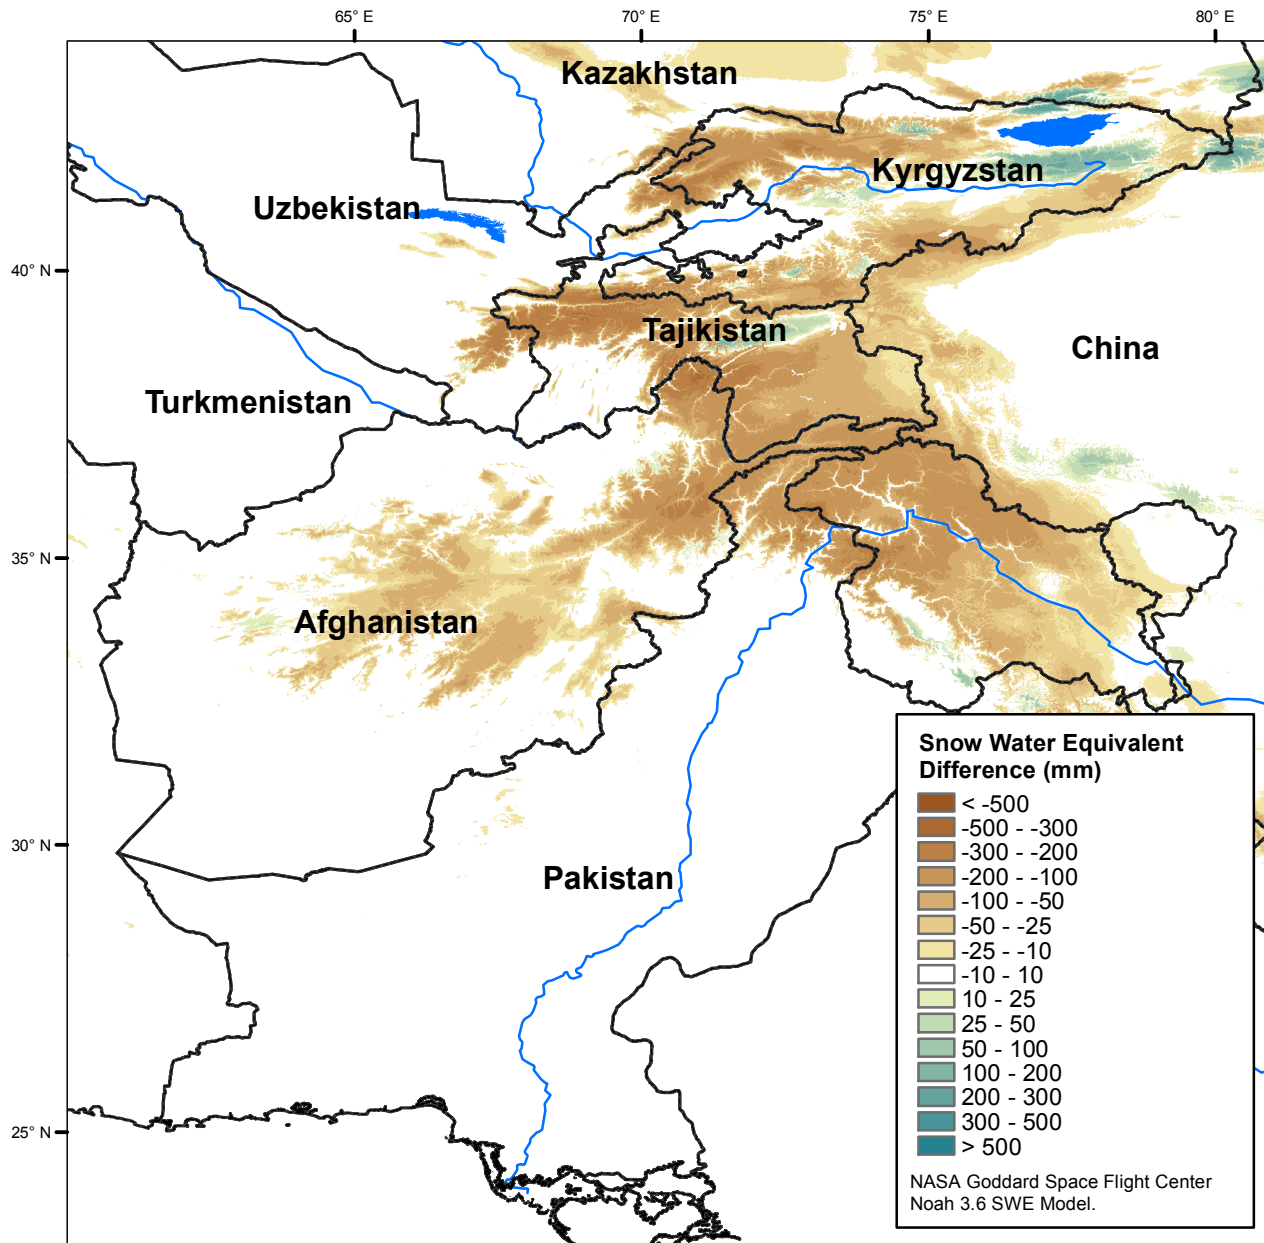 65° E
70° E
75° E
80° E
Kazakhstan
Kyrgyzstan
Uzbekistan
40° N
Tajikistan
China
Turkmenistan
35° N
Afghanistan
30° N
Pakistan
25° N
Snow Water Equivalent
Difference (mm)
< -500
-500 - -300
-300 - -200
-200 - -100
-100 - -50
-50 - -25
-25 - -10
-10 - 10
10 - 25
25 - 50
50 - 100
100 - 200
200 - 300
300 - 500
> 500
NASA Goddard Space Flight Center
Noah 3.6 SWE Model.